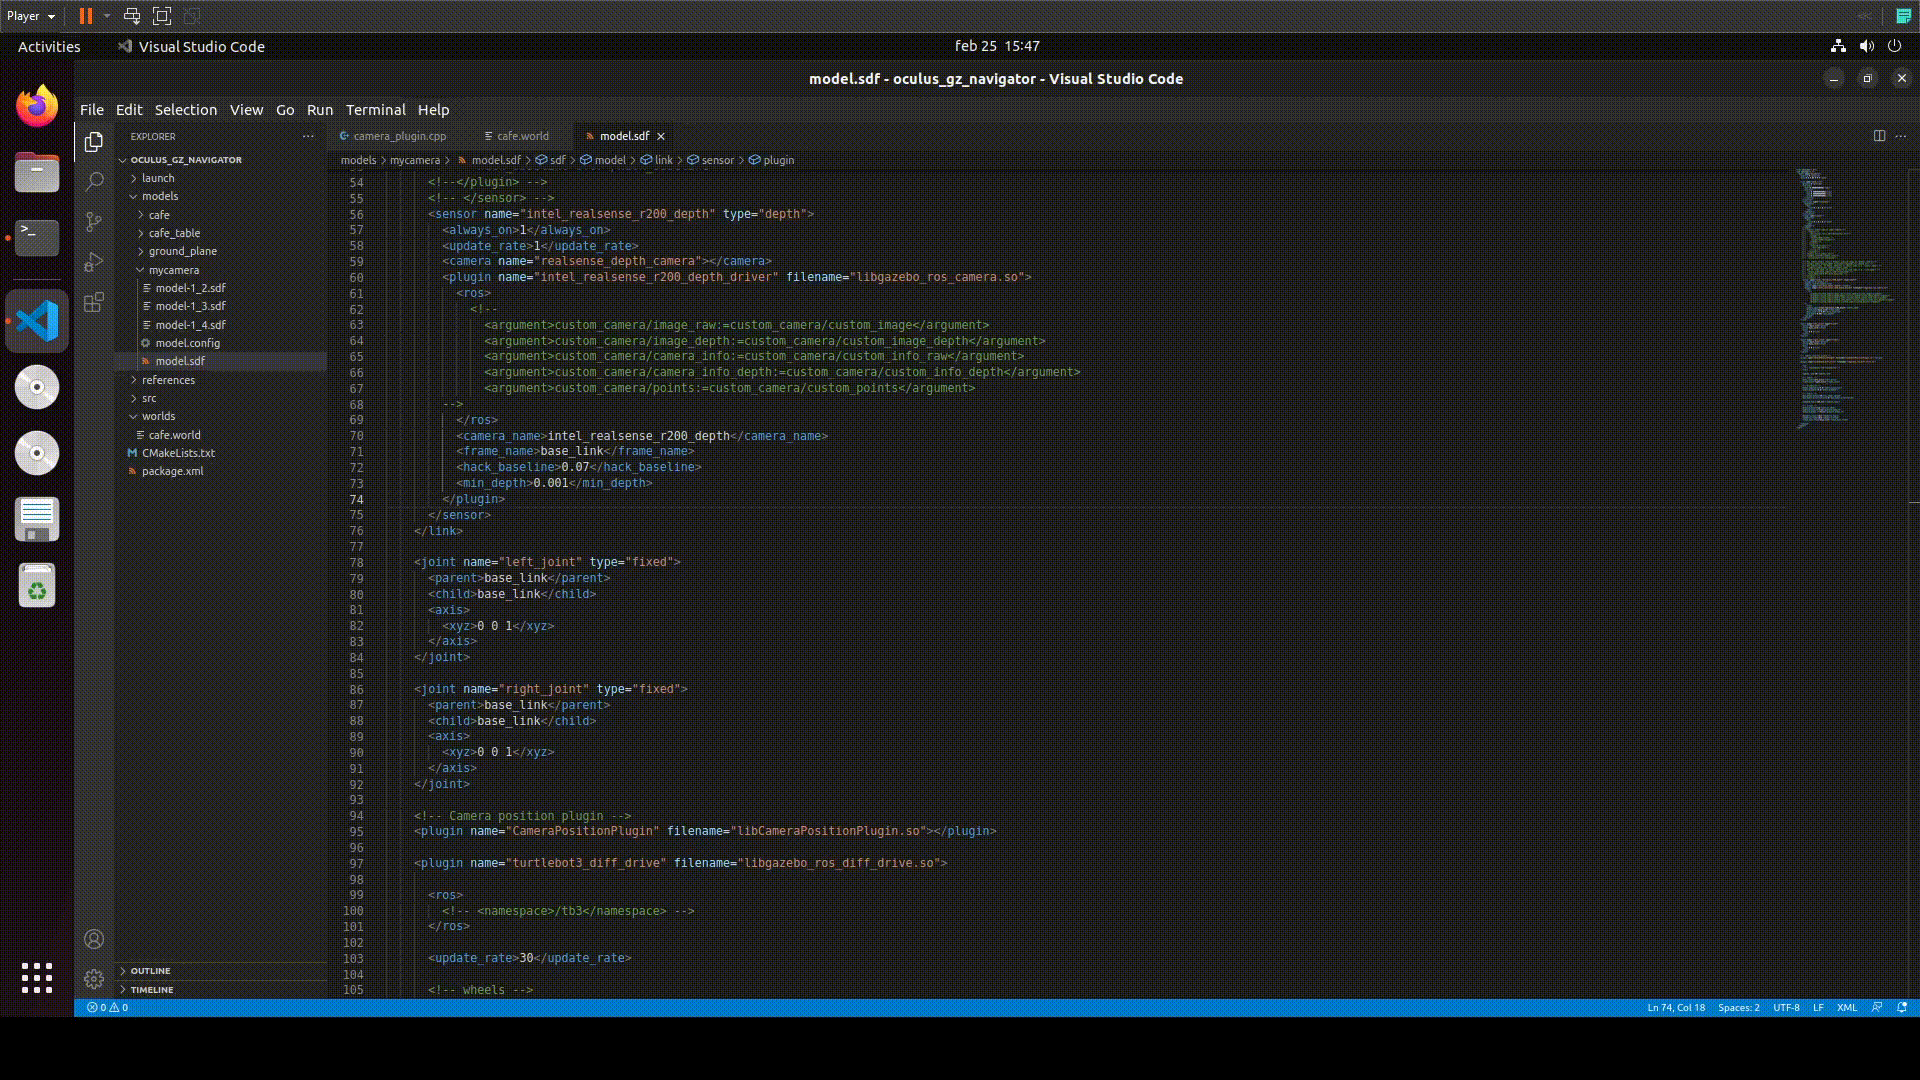 Player
Activities
Visual Studio Code
feb 25 15:47
model.sdf - oculus_gz_navigator - Visual Studio Code
File Edit Selection View Go Run Terminal Help
EXPLORER
OCULUS_GZ_NAVIGATOR
launch
models
cafe
cafe_table
ground_plane
mycamera
model-1_2.sdf
model-1_3.sdf
model-1_4.sdf
model.config
model.sdf
references
src
worlds
cafe.world
CMakeLists.txt
package.xml
OUTLINE
TIMELINE
camera_plugin.cpp cafe.world model.sdf
models > mycamera > model.sdf > sdf > model > link > sensor > plugin
54 <!--</plugin> -->
55 <!-- </sensor> -->
56 <sensor name="intel_realsense_r200_depth" type="depth">
57 <always_on>1</always_on>
58 <update_rate>1</update_rate>
59 <camera name="realsense_depth_camera"></camera>
60 <plugin name="intel_realsense_r200_depth_driver" filename="libgazebo_ros_camera.so">
61 <ros>
62 <!--
63 <argument>custom_camera/image_raw:=custom_camera/custom_image</argument>
64 <argument>custom_camera/image_depth:=custom_camera/custom_image_depth</argument>
65 <argument>custom_camera/camera_info:=custom_camera/custom_info_raw</argument>
66 <argument>custom_camera/camera_info_depth:=custom_camera/custom_info_depth</argument>
67 <argument>custom_camera/points:=custom_camera/custom_points</argument>
68 -->
69 </ros>
70 <camera_name>intel_realsense_r200_depth</camera_name>
71 <frame_name>base_link</frame_name>
72 <hack_baseline>0.07</hack_baseline>
73 <min_depth>0.001</min_depth>
74 </plugin>
75 </sensor>
76 </link>
77
78 <joint name="left_joint" type="fixed">
79 <parent>base_link</parent>
80 <child>base_link</child>
81 <axis>
82 <xyz>0 0 1</xyz>
83 </axis>
84 </joint>
85
86 <joint name="right_joint" type="fixed">
87 <parent>base_link</parent>
88 <child>base_link</child>
89 <axis>
90 <xyz>0 0 1</xyz>
91 </axis>
92 </joint>
93
94 <!-- Camera position plugin -->
95 <plugin name="CameraPositionPlugin" filename="libCameraPositionPlugin.so"></plugin>
96
97 <plugin name="turtlebot3_diff_drive" filename="libgazebo_ros_diff_drive.so">
98
99 <ros>
100 <!-- <namespace>/tb3</namespace> -->
101 </ros>
102
103 <update_rate>30</update_rate>
104
105 <!-- wheels -->
0 0
Ln 74, Col 18 Spaces: 2 UTF-8 LF XML